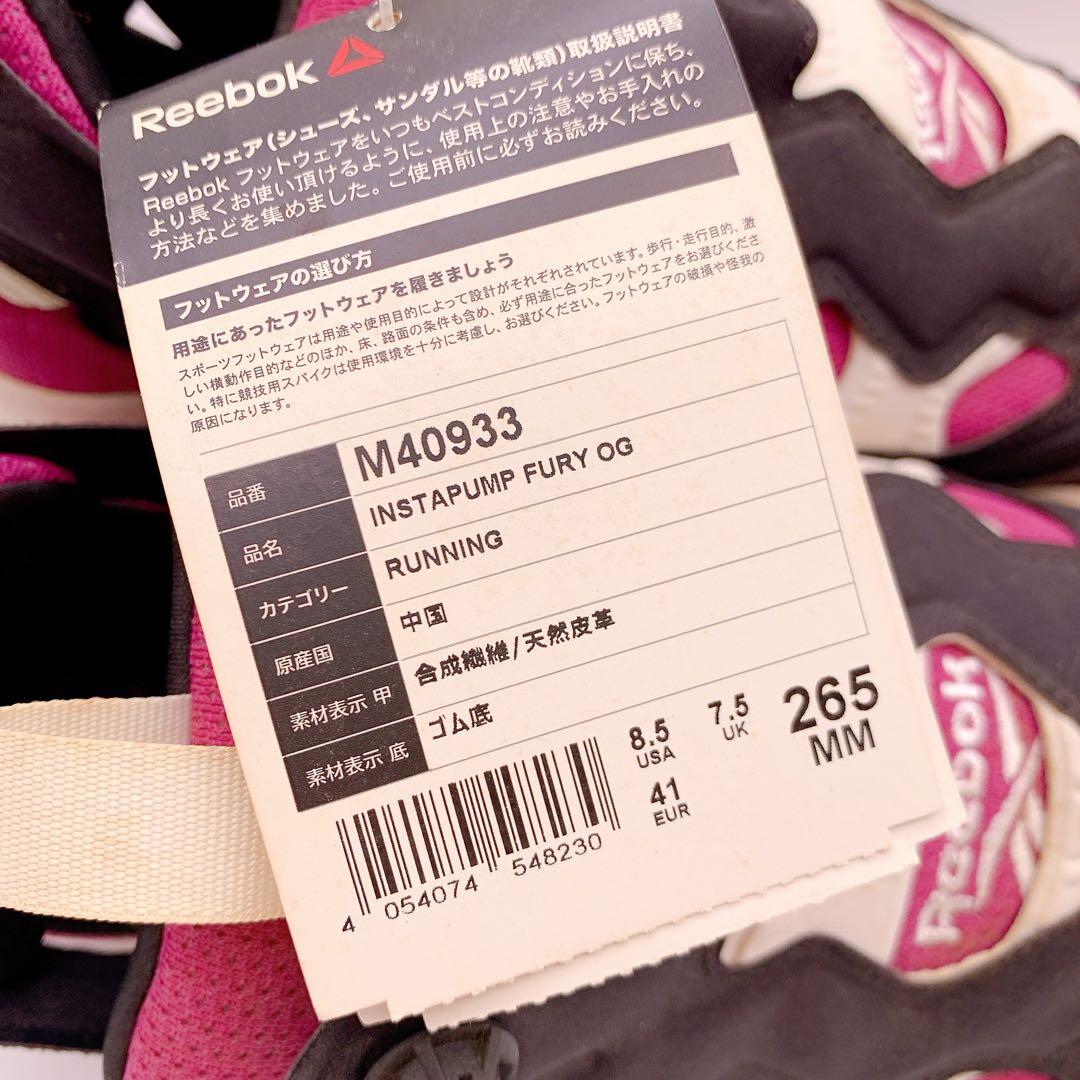 Reebok
フットウェア(シューズ、サンダル等の靴類)取扱説明書
Reebok フットウェアをいつもベストコンディションに保ち、
より長くお使い頂けるように、使用上の注意やお手入れの
方法などを集めました。ご使用前に必ずお読みください。
フットウェアの選び方
用途にあったフットウェアを履きましょう
スポーツフットウェアは用途や使用目的によって設計がそれぞれされています。歩行・走行目的、激
しい横動作目的などのほか、床、路面の条件も含め、必ず用途に合ったフットウェアをお選びくださ
い。特に競技用スパイクは使用環境を十分に考慮し、お選びください。フットウェアの破損や怪我の
原因になります。
品番 M40933
品名 INSTAPUMP FURY OG
カテゴリー RUNNING
原産国 中国
素材表示 甲 合成繊維/天然皮革
素材表示 底 ゴム底
8.5 USA 7.5 UK 265 MM
41 EUR
4 054074 548230
Reebok